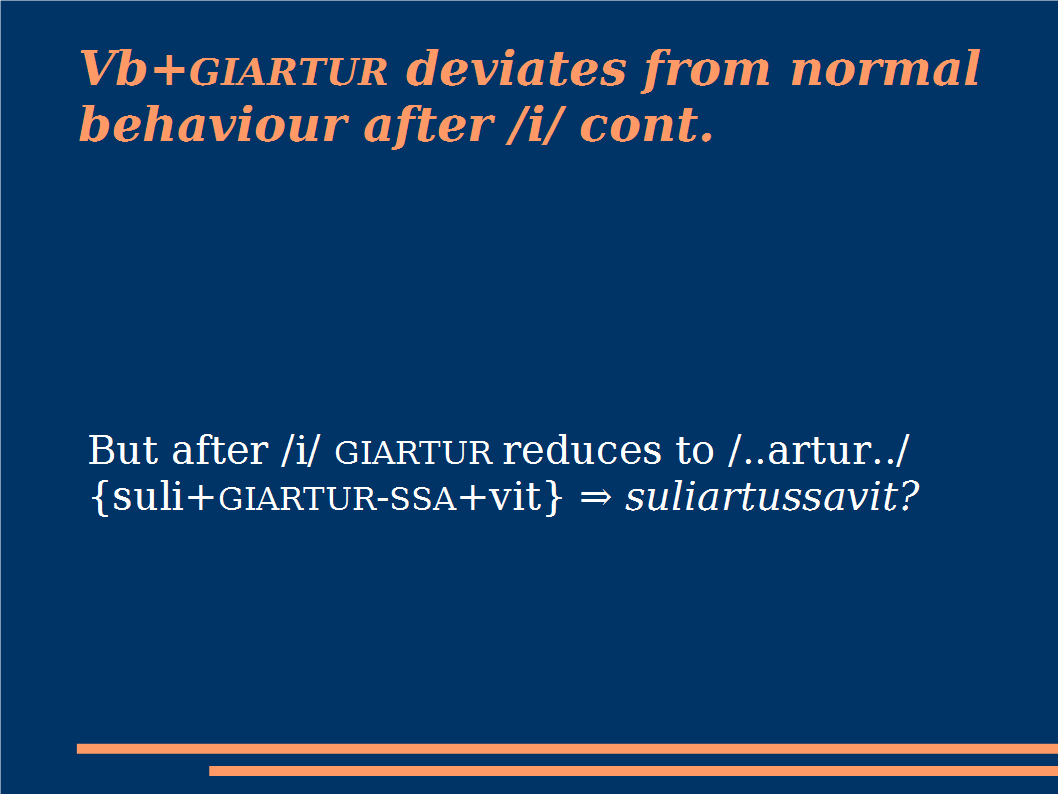 Vb+GIARTUR deviates from normal
behaviour after /i/ cont.
But after /i/ GIARTUR reduces to /..artur../
{suli+GIARTUR-SSA+vit} ⇒ suliartussavit?